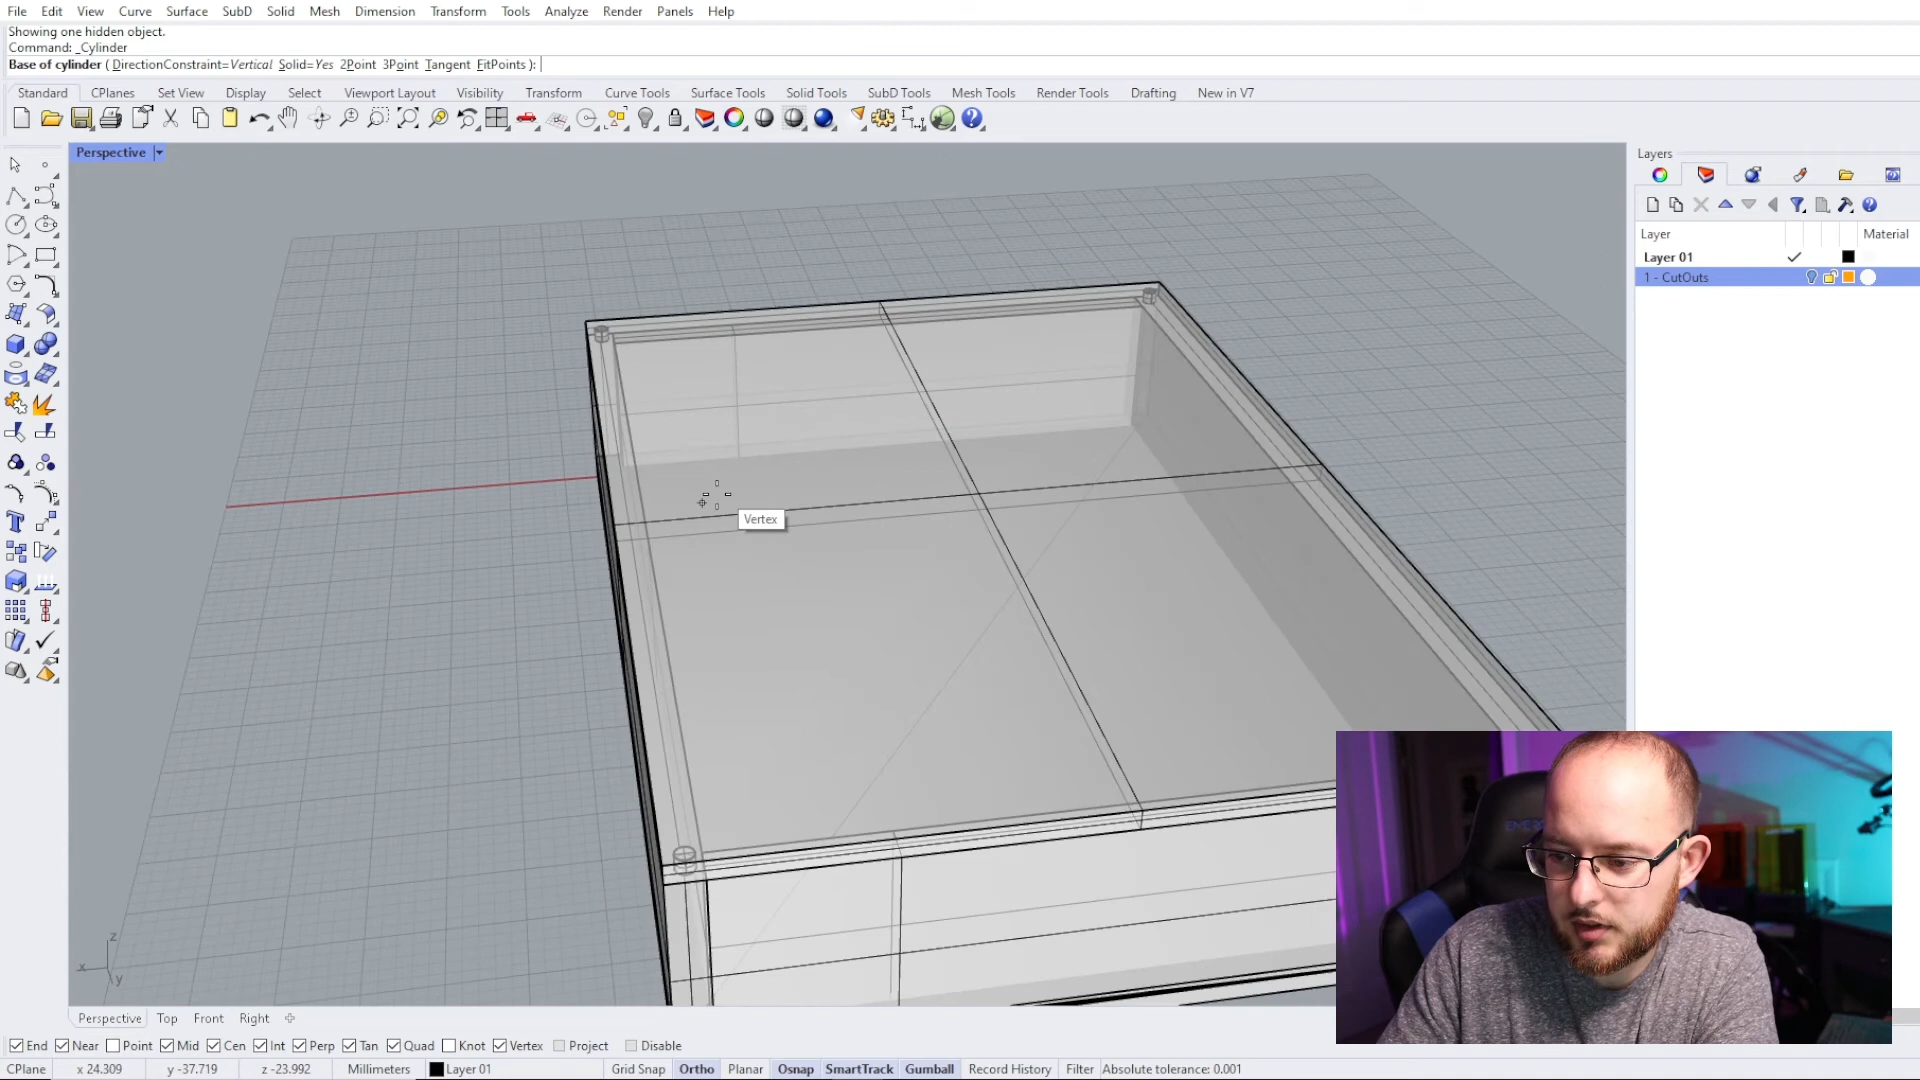 File Edit View Curve Surface SubD Solid Mesh Dimension Transform Tools Analyze Render Panels Help
Showing one hidden object.
Command: _Cylinder
Base of cylinder ( DirectionConstraint=Vertical Solid=Yes 2Point 3Point Tangent FitPoints ):
Standard CPlanes Set View Display Select Viewport Layout Visibility Transform Curve Tools Surface Tools Solid Tools SubD Tools Mesh Tools Render Tools Drafting New in V7
Perspective
Layers
Layer Material
Layer 01
1 - CutOuts
Vertex
z
x
y
Perspective Top Front Right
End Near Point Mid Cen Int Perp Tan Quad Knot Vertex Project Disable
CPlane x 24.309 y -37.719 z -23.992 Millimeters Layer 01 Grid Snap Ortho Planar Osnap SmartTrack Gumball Record History Filter Absolute tolerance: 0.001